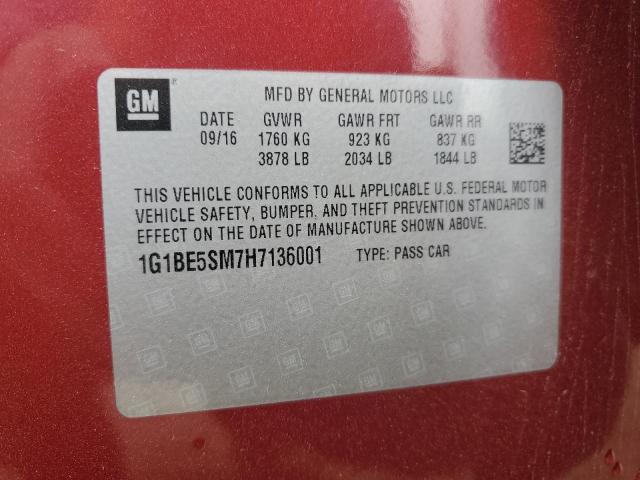 GM
MFD BY GENERAL MOTORS LLC
DATE GVWR GAWR FRT GAWR RR
09/16 1760 KG 923 KG 837 KG
3878 LB 2034 LB 1844 LB
THIS VEHICLE CONFORMS TO ALL APPLICABLE U.S. FEDERAL MOTOR
VEHICLE SAFETY, BUMPER, AND THEFT PREVENTION STANDARDS IN
EFFECT ON THE DATE OF MANUFACTURE SHOWN ABOVE.
1G1BE5SM7H7136001 TYPE: PASS CAR